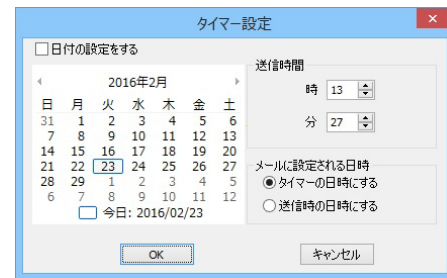 タイマー設定
日付の設定をする
2016年2月
日 月 火 水 木 金 土
31 1 2 3 4 5 6
7 8 9 10 11 12 13
14 15 16 17 18 19 20
21 22 23 24 25 26 27
28 29 1 2 3 4 5
6 7 8 9 10 11 12
今日: 2016/02/23
送信時間
時 13
分 27
メールに設定される日時
タイマーの日時にする
送信時の日時にする
OK
キャンセル